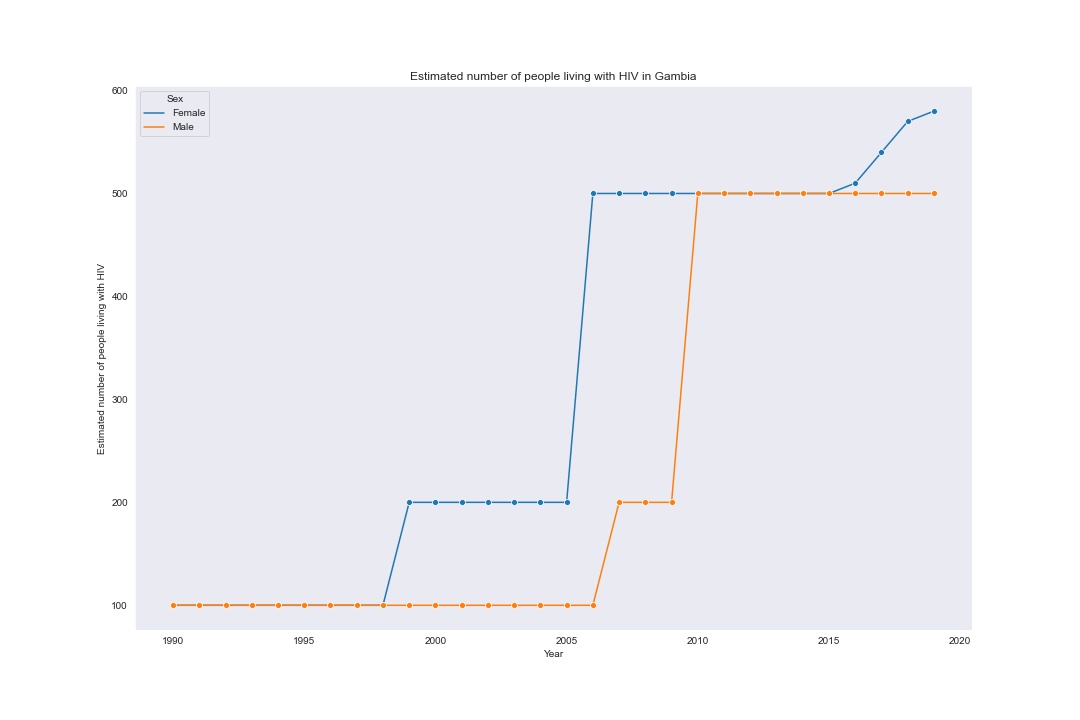 Estimated number of people living with HIV in Gambia
Sex
Female
Male
Estimated number of people living with HIV
600
500
400
300
200
100
1990 1995 2000 2005 2010 2015 2020
Year